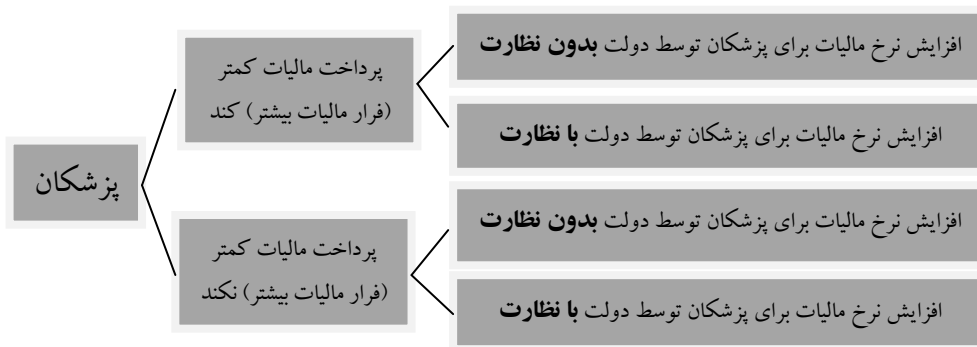 پزشکان
پرداخت مالیات کمتر
(فرار مالیات بیشتر) کند
افزایش نرخ مالیات برای پزشکان توسط دولت بدون نظارت
افزایش نرخ مالیات برای پزشکان توسط دولت با نظارت
پرداخت مالیات کمتر
(فرار مالیات بیشتر) نکند
افزایش نرخ مالیات برای پزشکان توسط دولت بدون نظارت
افزایش نرخ مالیات برای پزشکان توسط دولت با نظارت